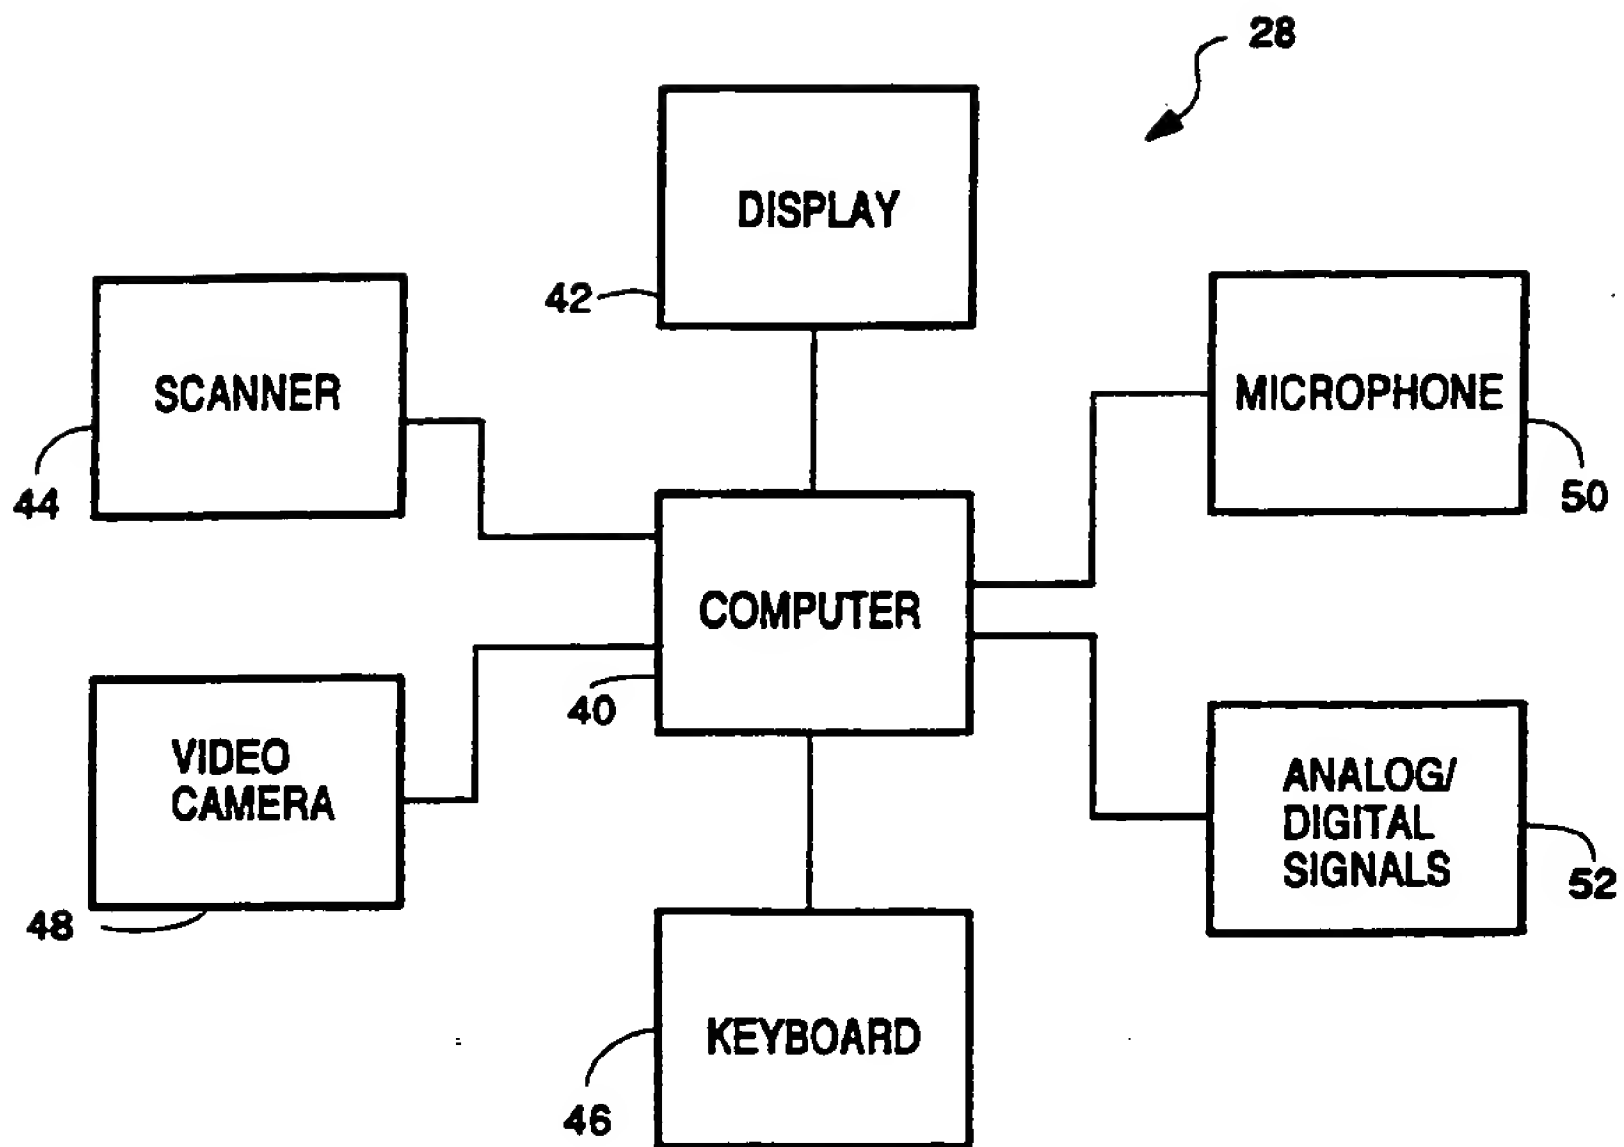 28
DISPLAY
42
SCANNER
44
MICROPHONE
50
COMPUTER
40
VIDEO
CAMERA
48
ANALOG/
DIGITAL
SIGNALS
52
KEYBOARD
46